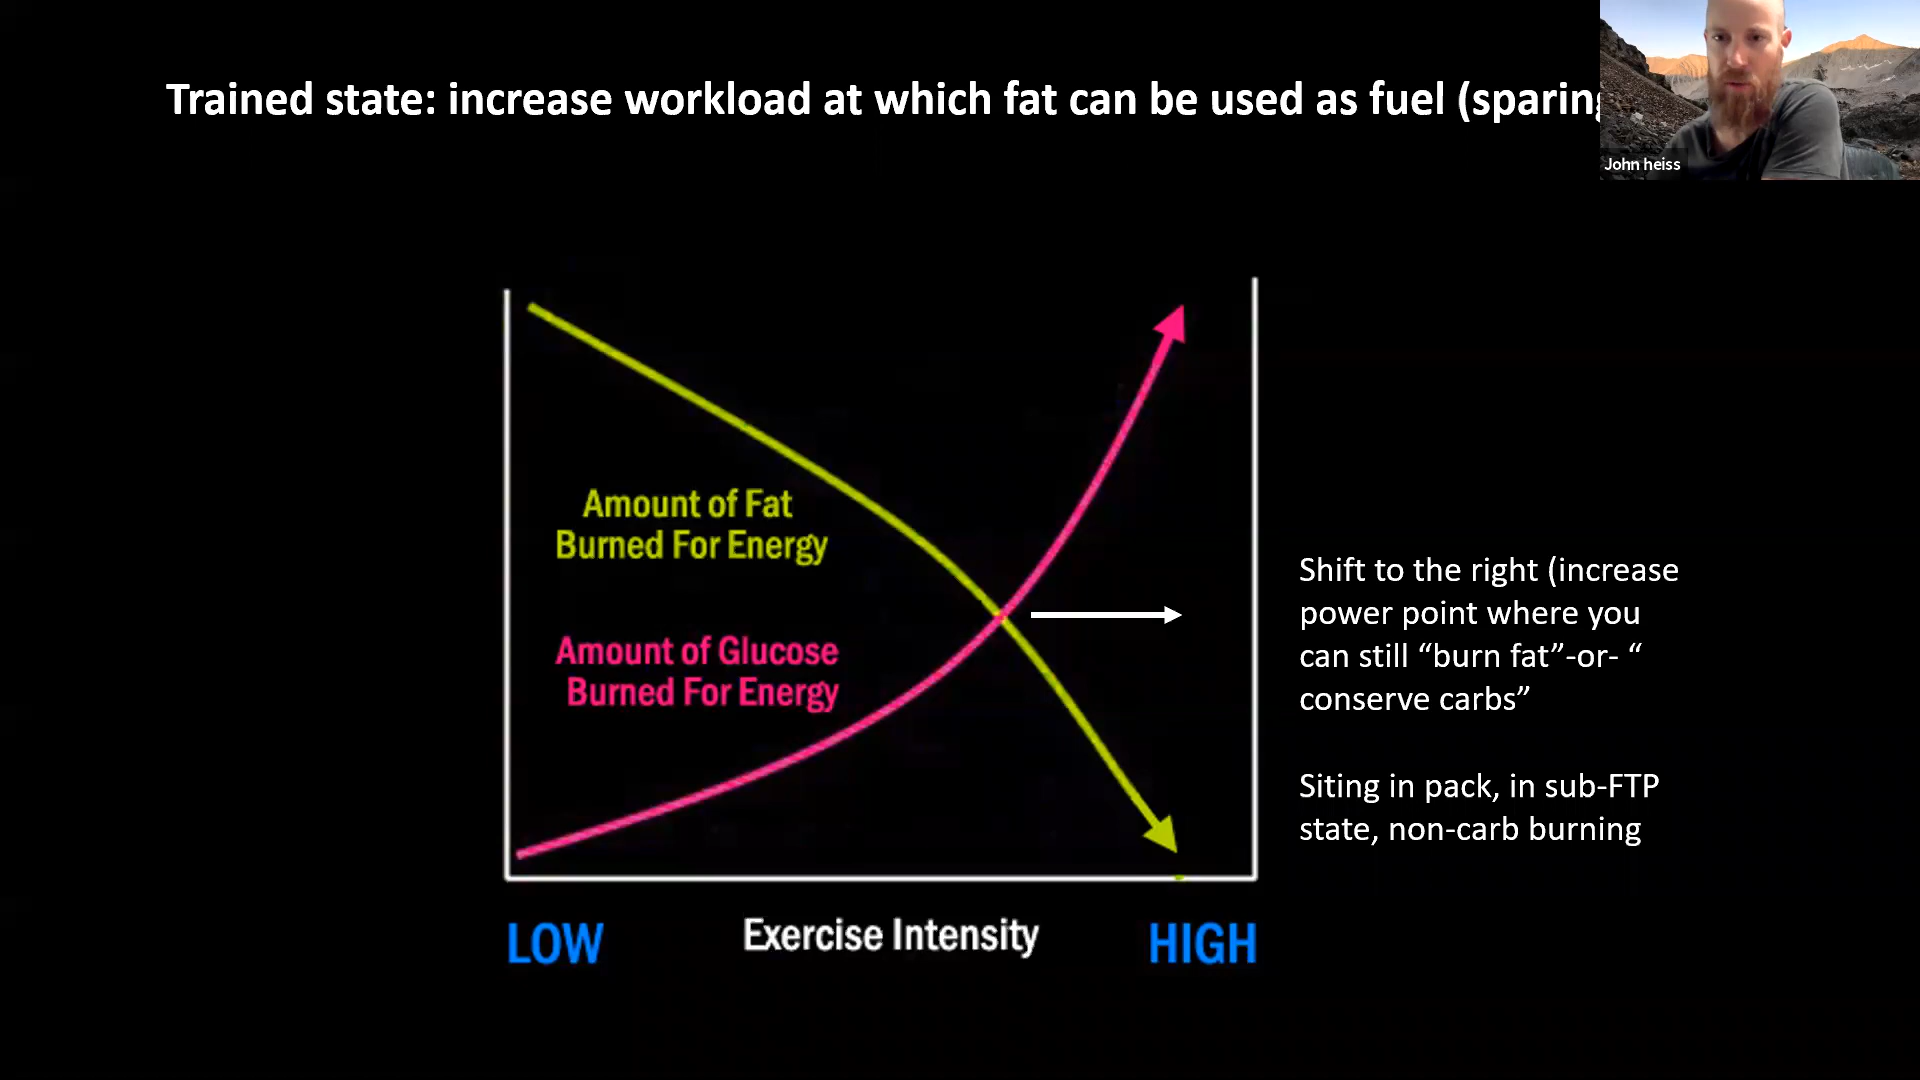 Trained state: increase workload at which fat can be used as fuel (sparing
John heiss
Amount of Fat
Burned For Energy
Amount of Glucose
Burned For Energy
Shift to the right (increase
power point where you
can still “burn fat”-or- “
conserve carbs”
Siting in pack, in sub-FTP
state, non-carb burning
LOW
Exercise Intensity
HIGH